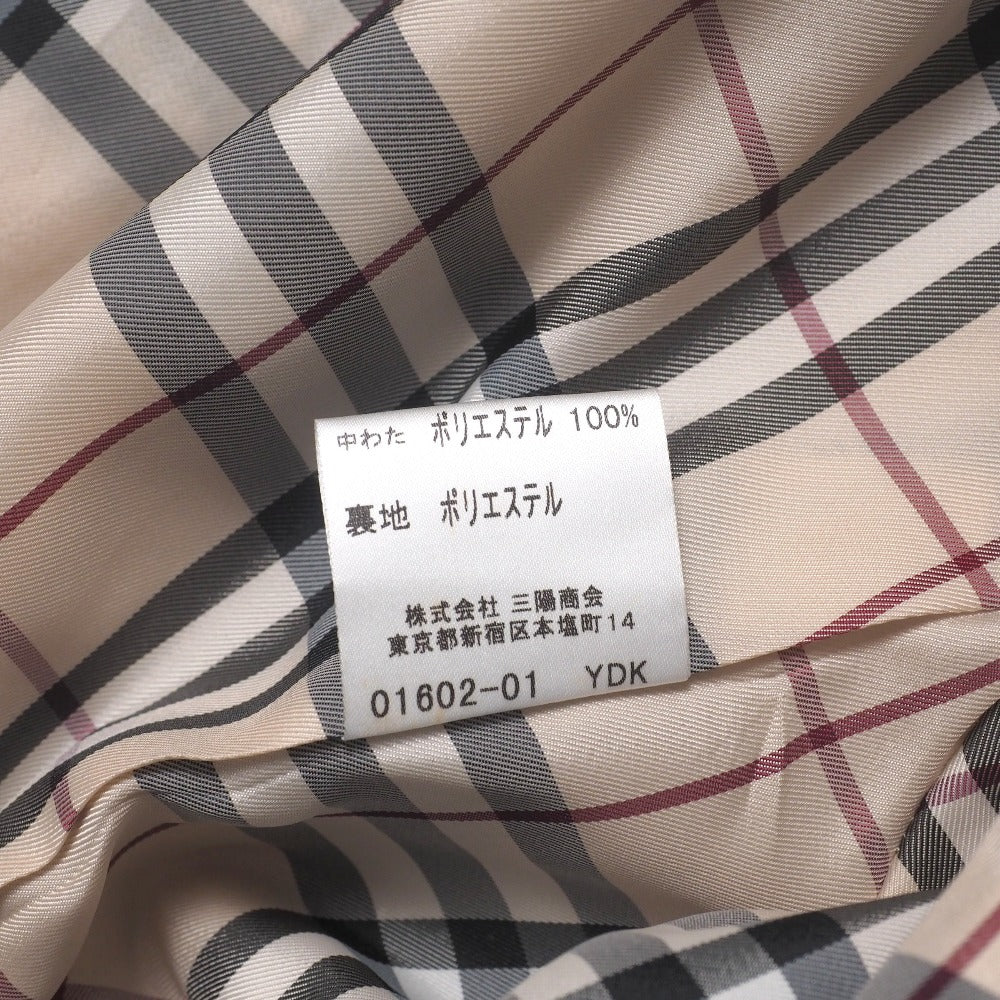 中わた ポリエステル 100%
裏地 ポリエステル
株式会社 三陽商会
東京都新宿区本塩町14
01602-01 YDK